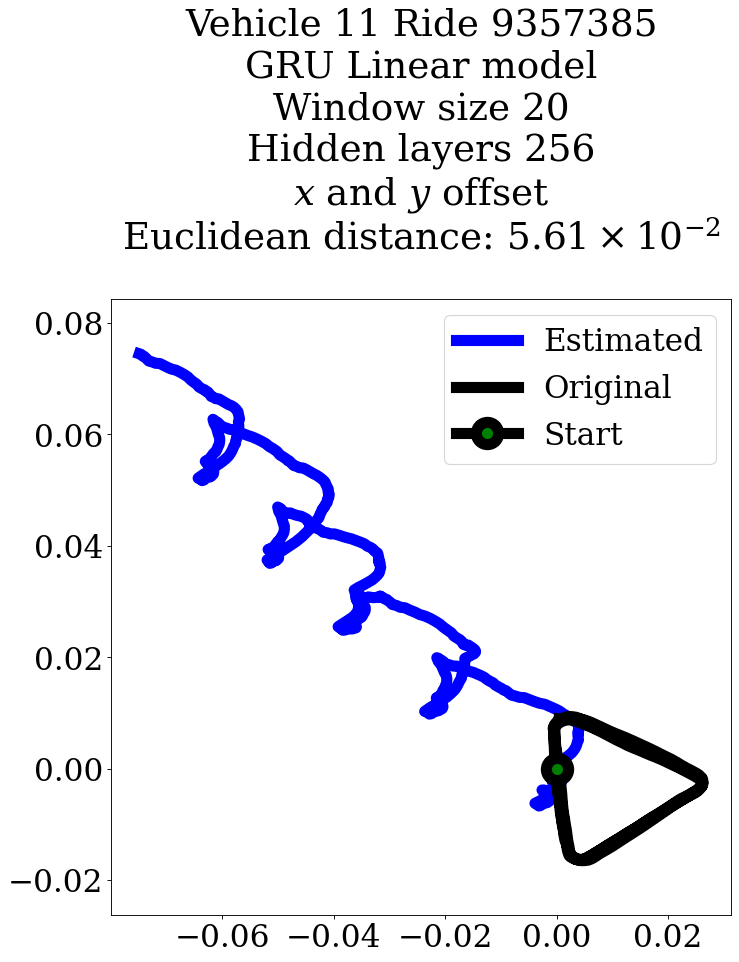 Vehicle 11 Ride 9357385
GRU Linear model
Window size 20
Hidden layers 256
x and y offset
Euclidean distance: 5.61 × 10⁻²
Estimated
Original
Start
0.08
0.06
0.04
0.02
0.00
−0.02
−0.06 −0.04 −0.02 0.00 0.02